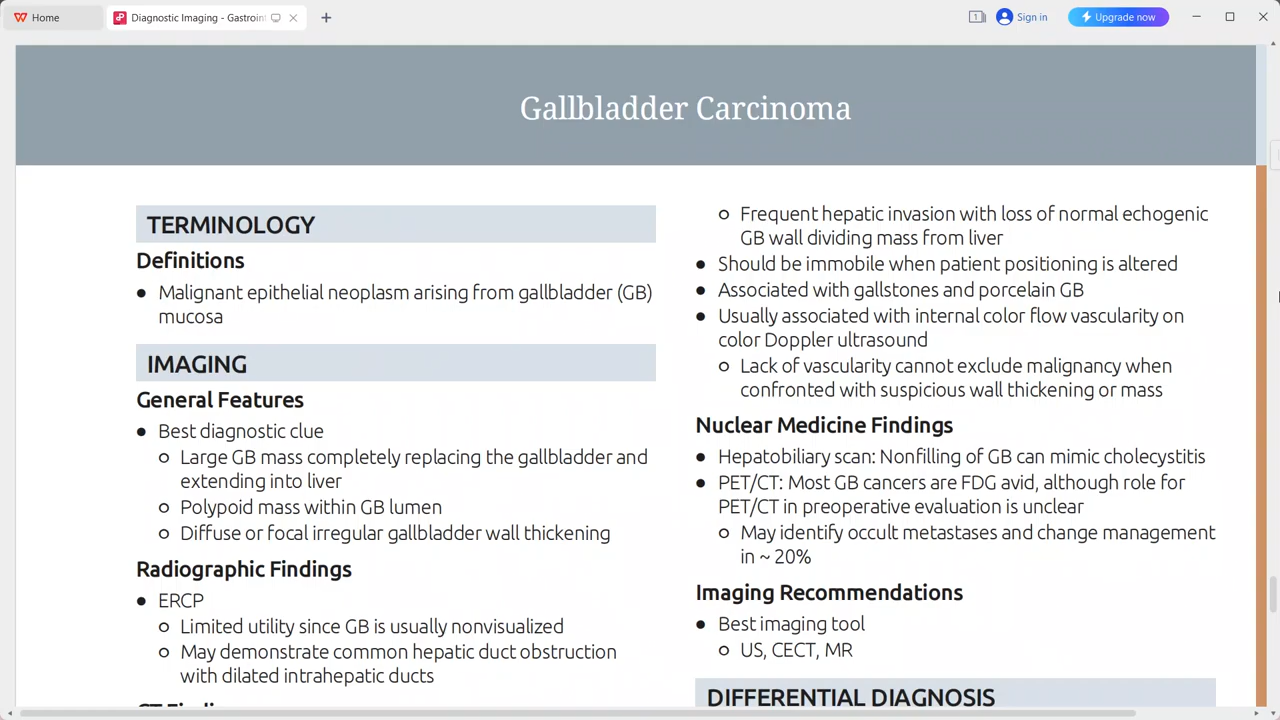 Home
Diagnostic Imaging - Gastroint
1
Sign in
Upgrade now
Gallbladder Carcinoma
TERMINOLOGY
Definitions
● Malignant epithelial neoplasm arising from gallbladder (GB)
mucosa
IMAGING
General Features
● Best diagnostic clue
○ Large GB mass completely replacing the gallbladder and
extending into liver
○ Polypoid mass within GB lumen
○ Diffuse or focal irregular gallbladder wall thickening
Radiographic Findings
● ERCP
○ Limited utility since GB is usually nonvisualized
○ May demonstrate common hepatic duct obstruction
with dilated intrahepatic ducts
○ Frequent hepatic invasion with loss of normal echogenic
GB wall dividing mass from liver
● Should be immobile when patient positioning is altered
● Associated with gallstones and porcelain GB
● Usually associated with internal color flow vascularity on
color Doppler ultrasound
○ Lack of vascularity cannot exclude malignancy when
confronted with suspicious wall thickening or mass
Nuclear Medicine Findings
● Hepatobiliary scan: Nonfilling of GB can mimic cholecystitis
● PET/CT: Most GB cancers are FDG avid, although role for
PET/CT in preoperative evaluation is unclear
○ May identify occult metastases and change management
in ~ 20%
Imaging Recommendations
● Best imaging tool
○ US, CECT, MR
DIFFERENTIAL DIAGNOSIS